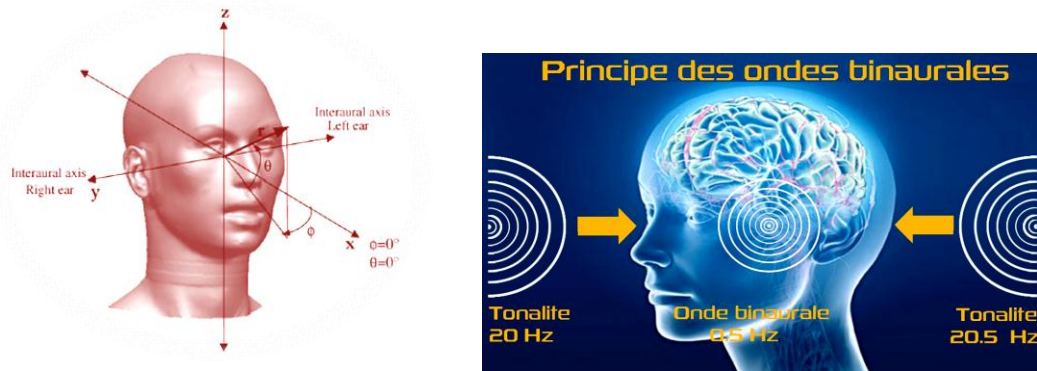 z
Interaural axis
Left ear
r
θ
Interaural axis
Right ear
y
ϕ
x
ϕ=0°
θ=0°
Principe des ondes binaurales
Tonalite
20 Hz
Onde binaurale
0.5 Hz
Tonalite
20.5 Hz